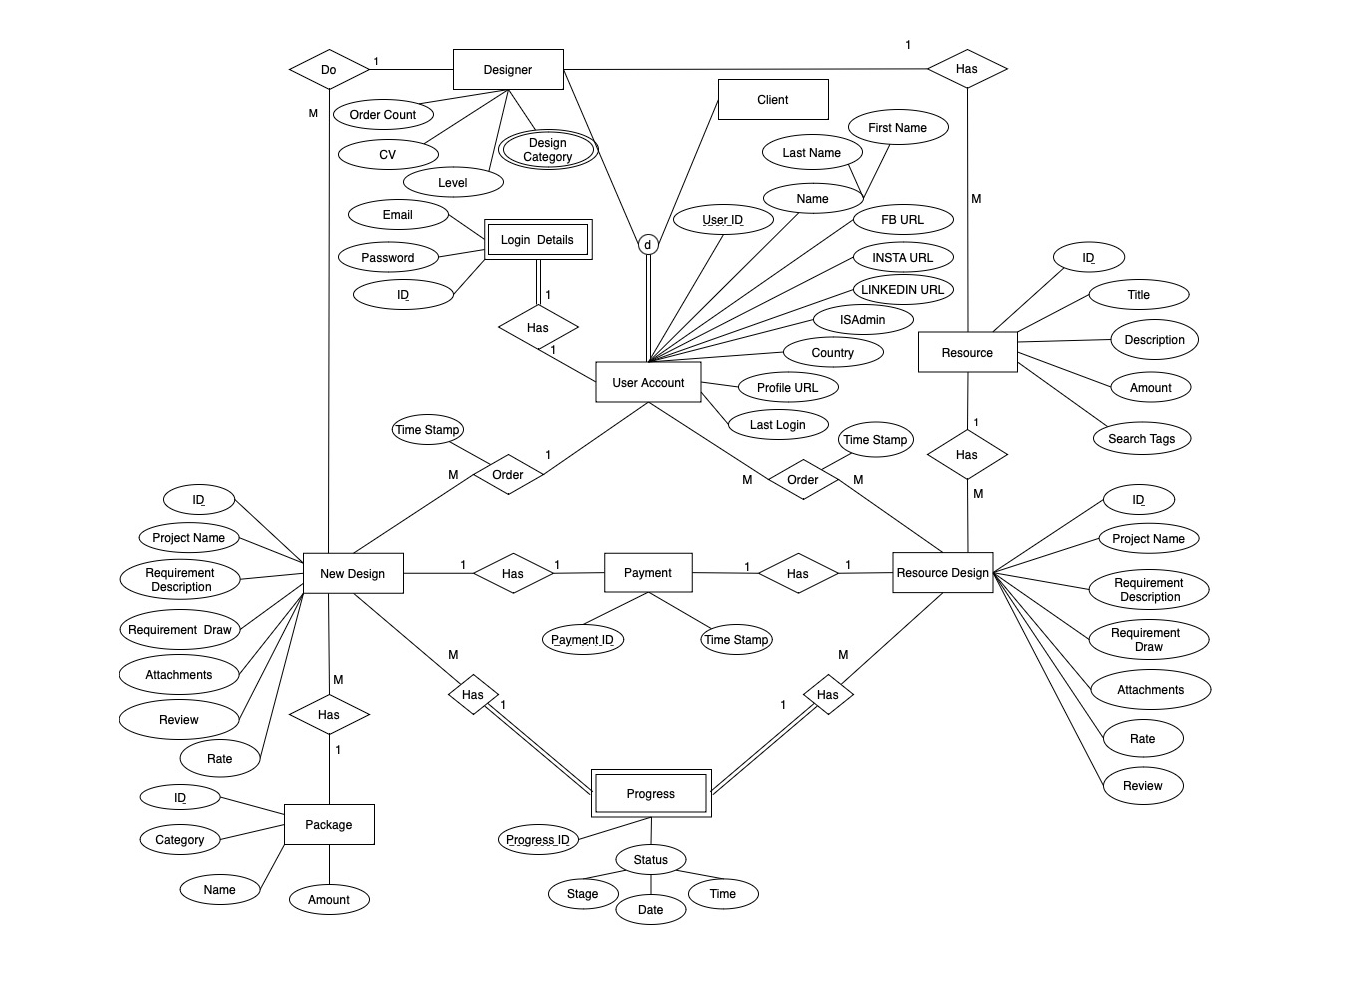 1
Do
1
Designer
Has
Client
M
Order Count
First Name
Design
Category
Last Name
CV
Level
Name
M
Email
User ID
FB URL
Login  Details
d
Password
INSTA URL
ID
ID
LINKEDIN URL
Title
1
ISAdmin
Has
Description
1
Country
Resource
User Account
Profile URL
Amount
Last Login
1
Time Stamp
Time Stamp
Search Tags
1
Has
M
Order
M
Order
M
M
ID
ID
Project Name
Project Name
1
1
1
1
New Design
Has
Payment
Has
Resource Design
Requirement
Description
Requirement
Description
Requirement  Draw
Payment ID
Time Stamp
Requirement
Draw
M
M
Attachments
M
Attachments
Has
Has
1
1
Review
Has
Rate
1
Rate
Review
ID
Progress
Package
Category
Progress ID
Status
Name
Stage
Time
Amount
Date